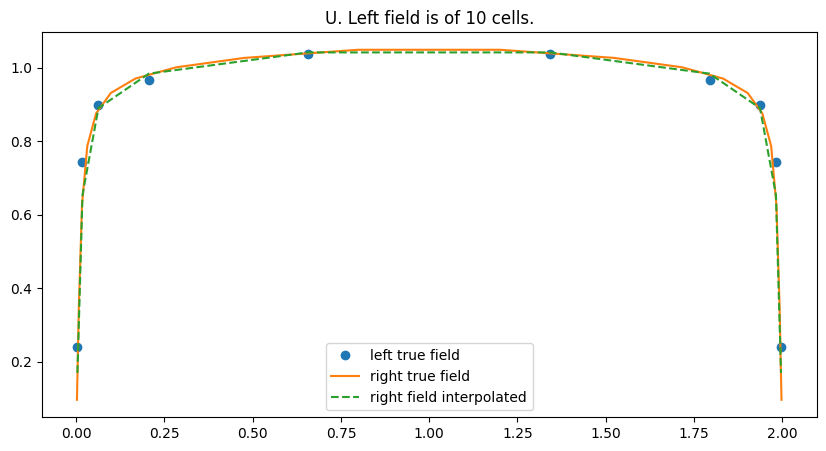 U. Left field is of 10 cells.
1.0
0.8
0.6
0.4
0.2
left true field
right true field
right field interpolated
0.00 0.25 0.50 0.75 1.00 1.25 1.50 1.75 2.00